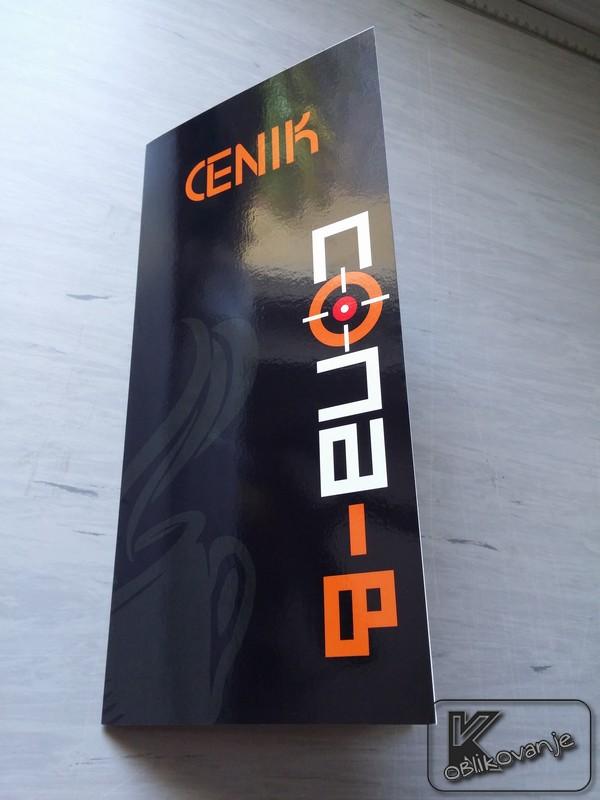 CENIK
cona-B
K
oblikovanje